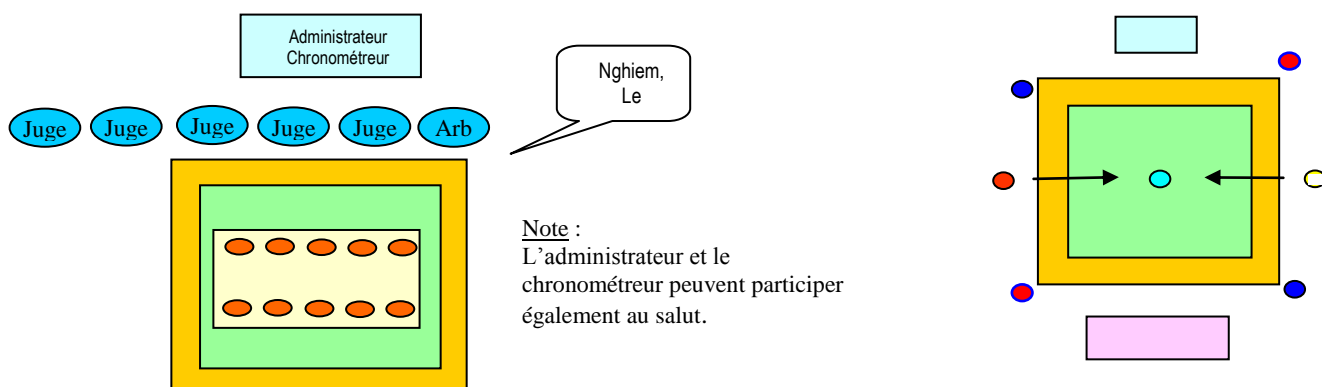 Administrateur
Chronométreur
Nghiem,
Le
Juge Juge Juge Juge Juge Arb
Note :
L’administrateur et le
chronométreur peuvent participer
également au salut.